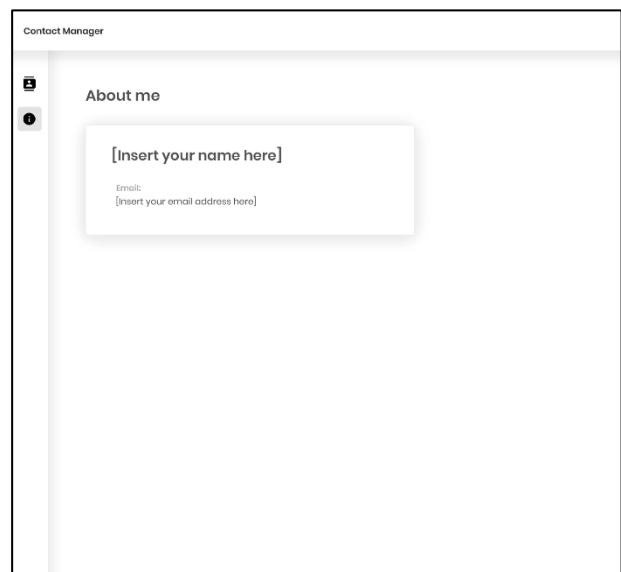 Contact Manager
About me
[Insert your name here]
Email:
[Insert your email address here]